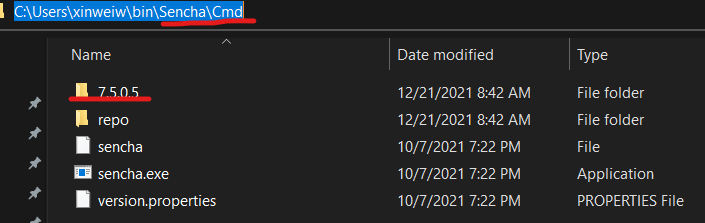 C:\Users\xinweiw\bin\Sencha\Cmd
Name Date modified Type
7.5.0.5 12/21/2021 8:42 AM File folder
repo 12/21/2021 8:42 AM File folder
sencha 10/7/2021 7:22 PM File
sencha.exe 10/7/2021 7:22 PM Application
version.properties 10/7/2021 7:22 PM PROPERTIES File